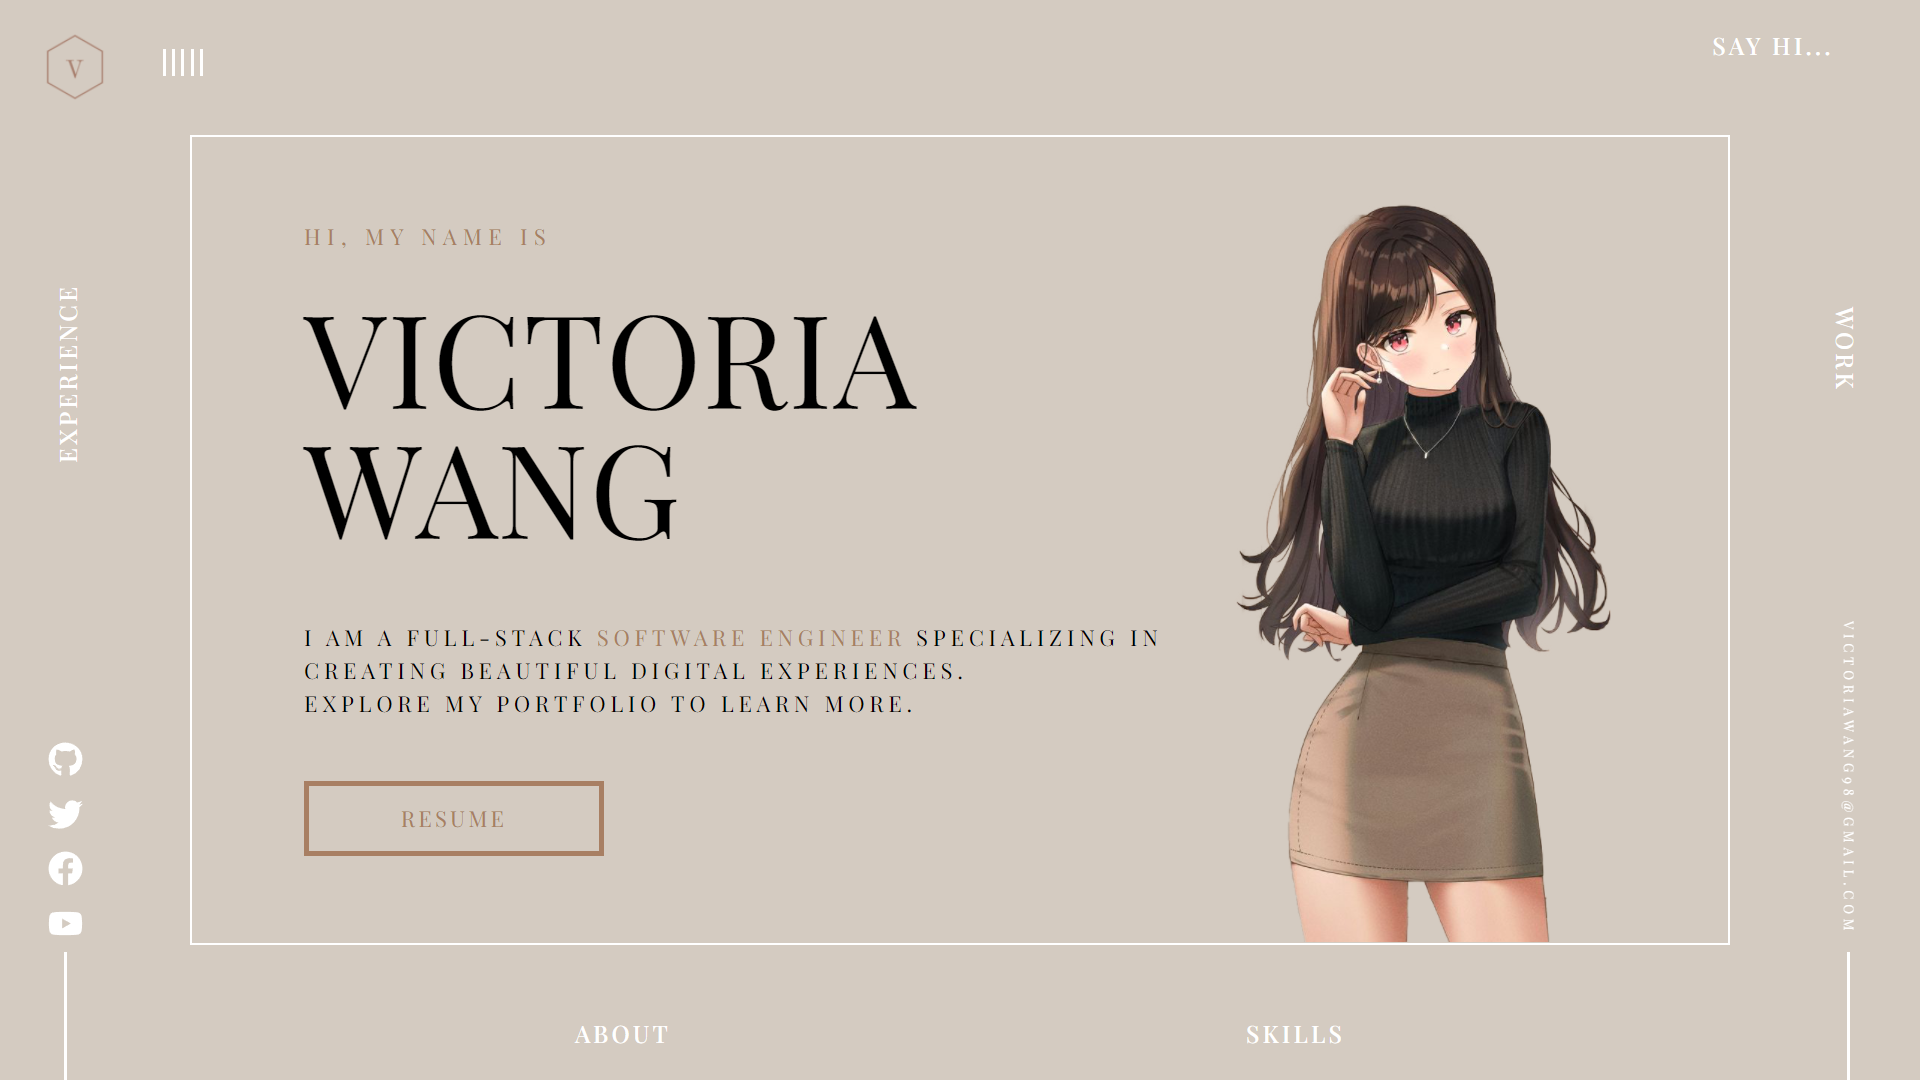 V
SAY HI...
EXPERIENCE
HI, MY NAME IS
VICTORIA
WANG
I AM A FULL-STACK SOFTWARE ENGINEER SPECIALIZING IN
CREATING BEAUTIFUL DIGITAL EXPERIENCES.
EXPLORE MY PORTFOLIO TO LEARN MORE.
RESUME
WORK
VICTORIAWANG98@GMAIL.COM
ABOUT
SKILLS